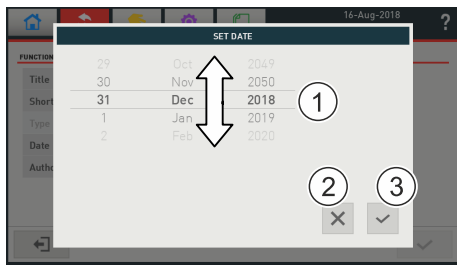 16-Aug-2018
?
SET DATE
FUNCTION
Title
Short
Type
Date
Autho
29 Oct 2049
30 Nov 2050
31 Dec 2018
1 Jan 2019
2 Feb 2020
1
2
3